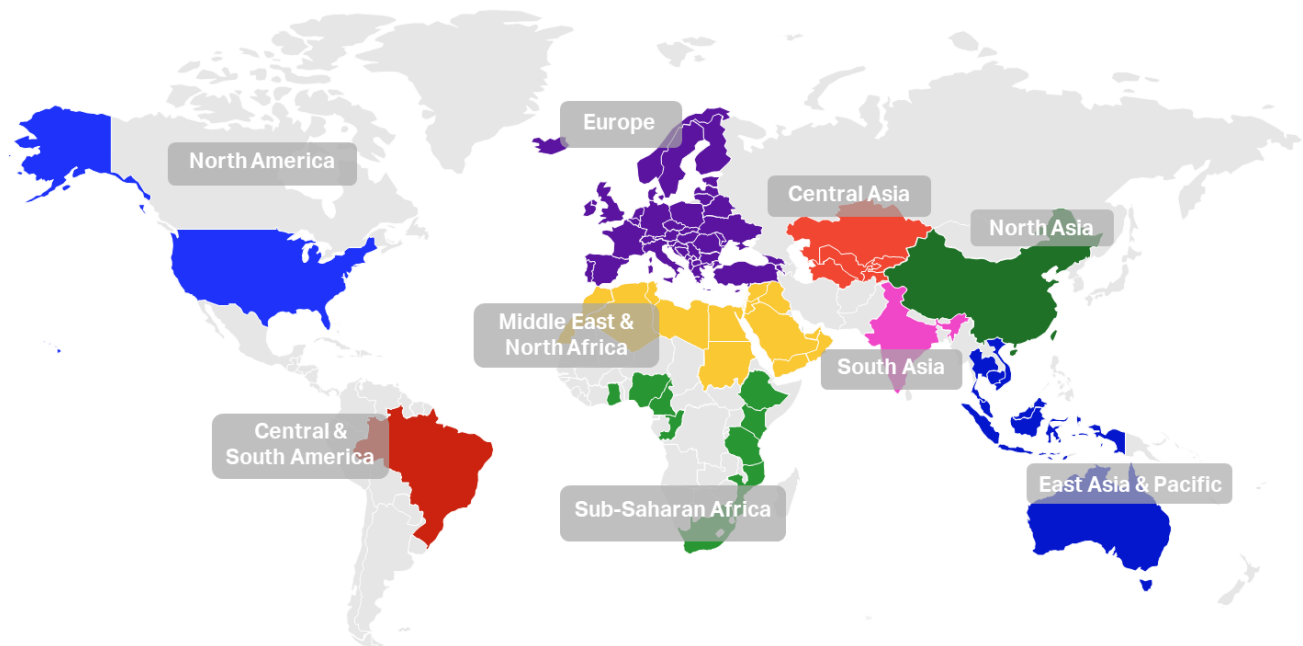 Europe
North America
Central Asia
North Asia
Middle East &
North Africa
South Asia
Central &
South America
East Asia & Pacific
Sub-Saharan Africa